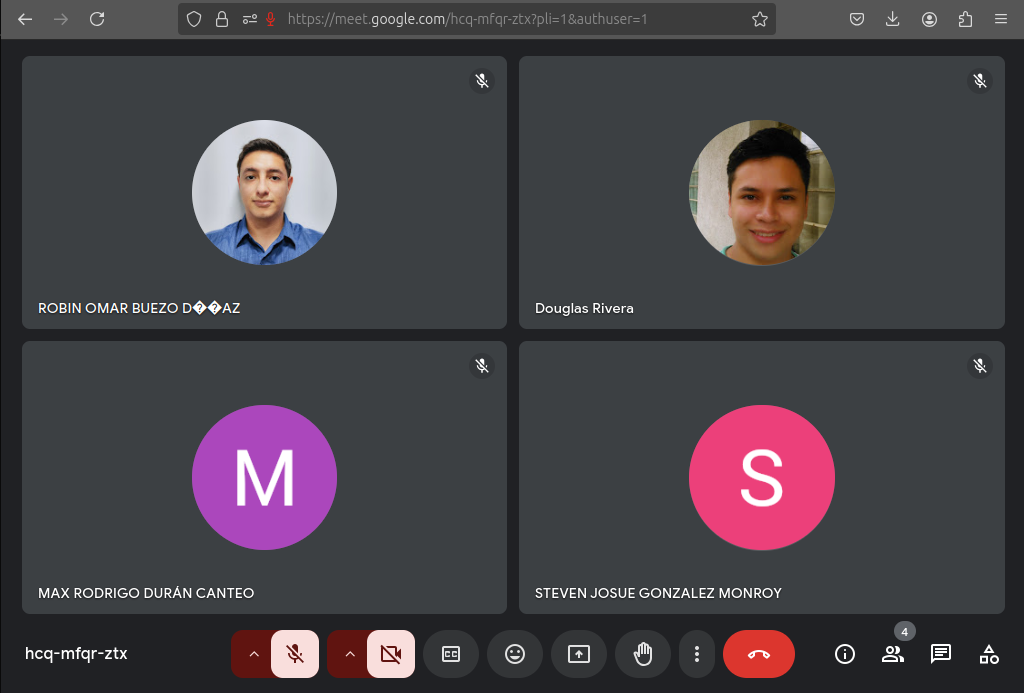 https://meet.google.com/hcq-mfqr-ztx?pli=1&authuser=1
ROBIN OMAR BUEZO D��AZ
Douglas Rivera
M
S
MAX RODRIGO DURÁN CANTEO
STEVEN JOSUE GONZALEZ MONROY
hcq-mfqr-ztx
CC
4